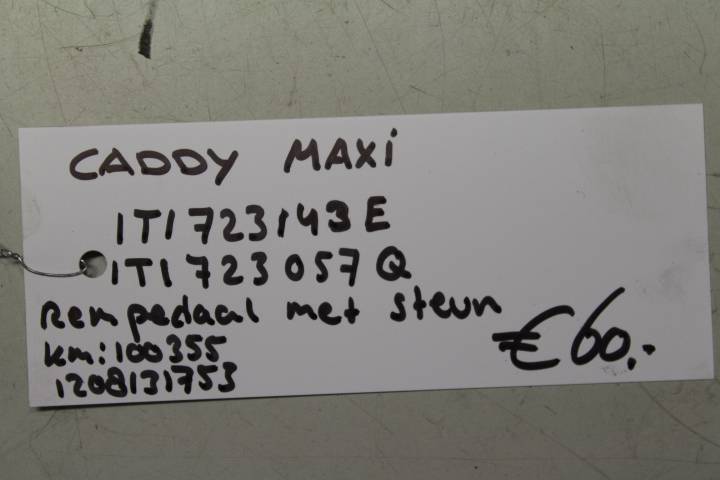 CADDY MAXi
1T1723143E
1T1723057Q
Rempedaal met steun
€60,-
km:100355
1208131753